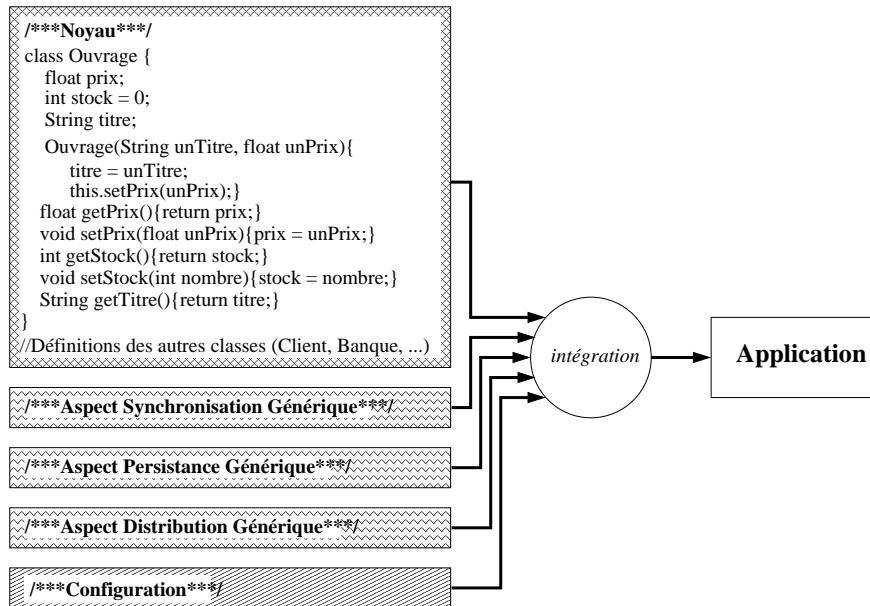 /***Noyau***/
class Ouvrage {
float prix;
int stock = 0;
String titre;
Ouvrage(String unTitre, float unPrix){
titre = unTitre;
this.setPrix(unPrix);}
float getPrix(){return prix;}
void setPrix(float unPrix){prix = unPrix;}
int getStock(){return stock;}
void setStock(int nombre){stock = nombre;}
String getTitre(){return titre;}
}
//Définitions des autres classes (Client, Banque, ...)
/***Aspect Synchronisation Générique***/
/***Aspect Persistance Générique***/
/***Aspect Distribution Générique***/
/***Configuration***/
intégration
Application